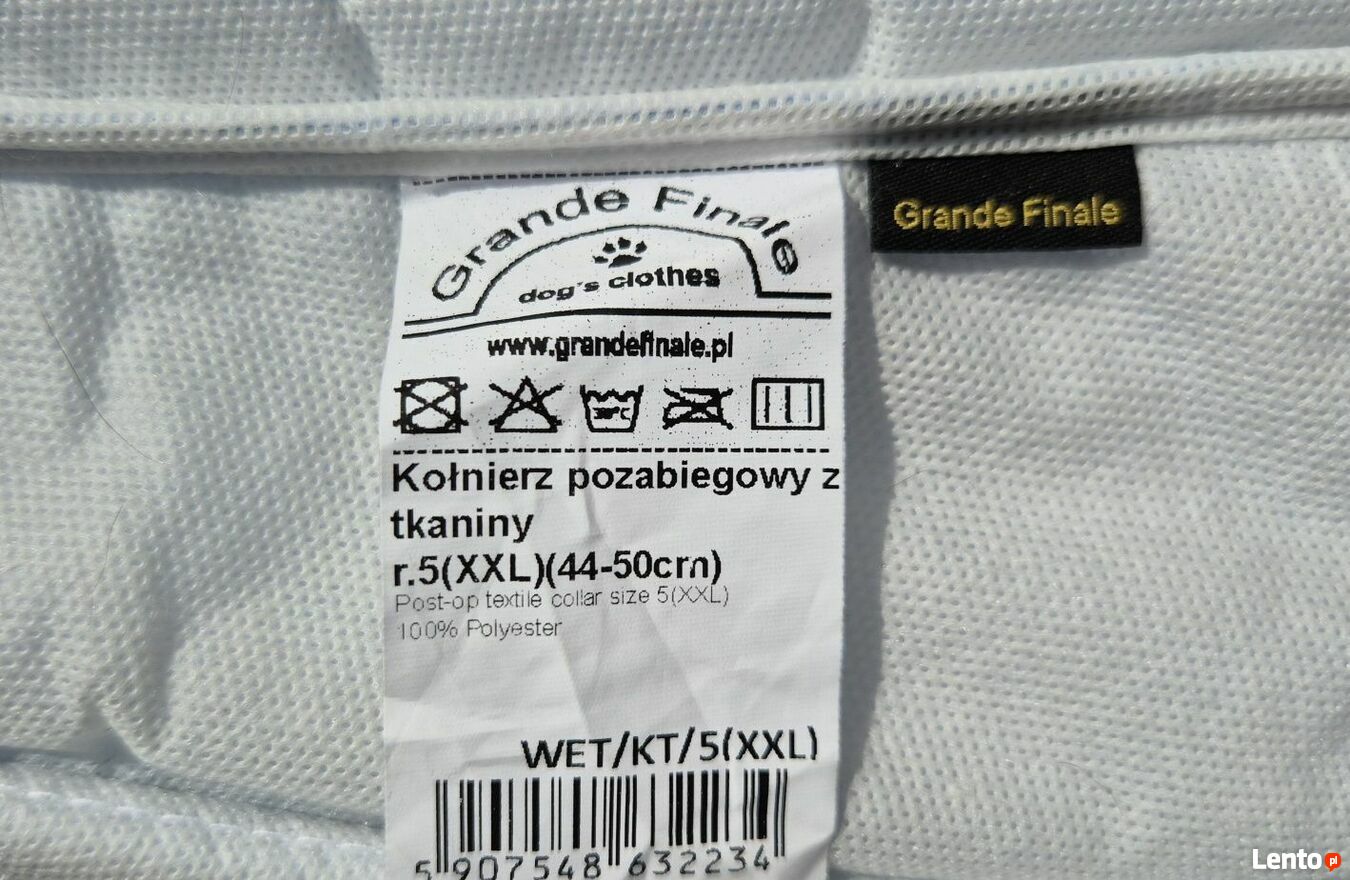 Grande Finale
dog's clothes
Grande Finale
www.grandefinale.pl
30°C
Kołnierz pozabiegowy z
tkaniny
r.5(XXL)(44-50cm)
Post-op textile collar size 5(XXL)
100% Polyester
WET/KT/5(XXL)
5 907548 632234
Lento.pl